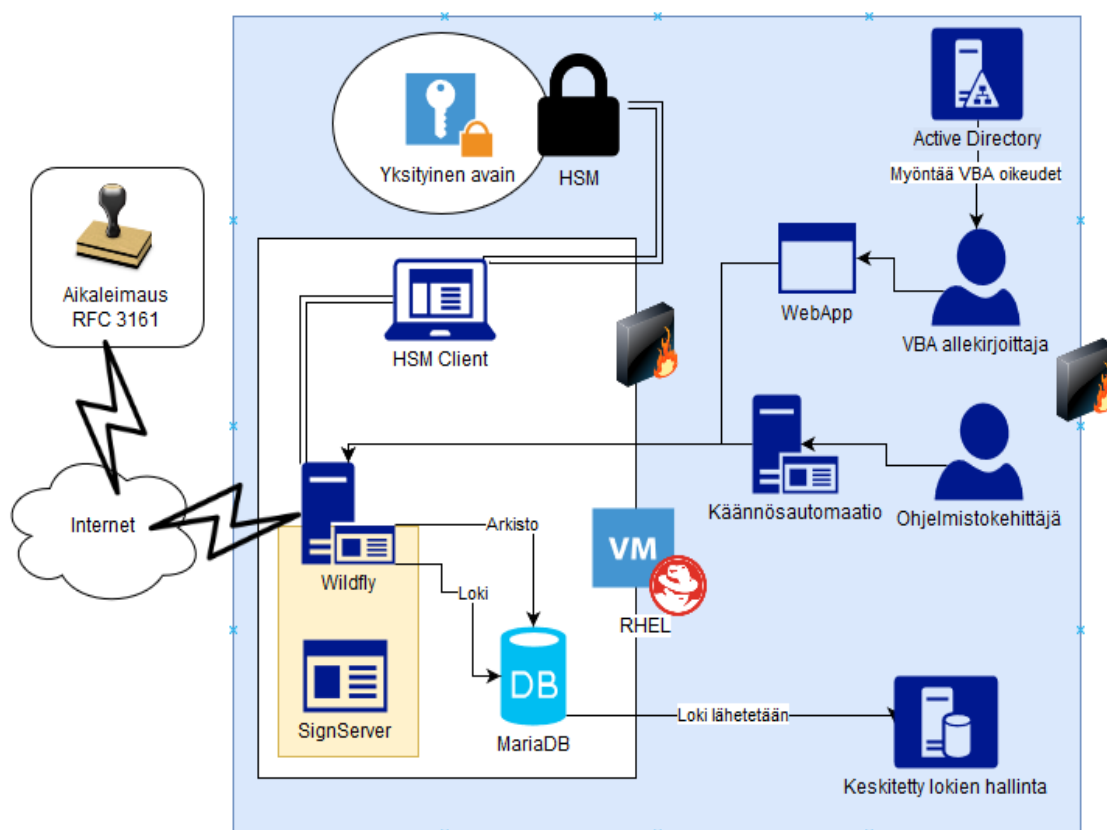 Yksityinen avain
HSM
Active Directory
Myöntää VBA oikeudet
Aikaleimaus
RFC 3161
HSM Client
WebApp
VBA allekirjoittaja
Internet
Wildfly
Arkisto
Loki
Käännösautomaatio
Ohjelmistokehittäjä
VM
RHEL
SignServer
DB
MariaDB
Loki lähetetään
Keskitetty lokien hallinta